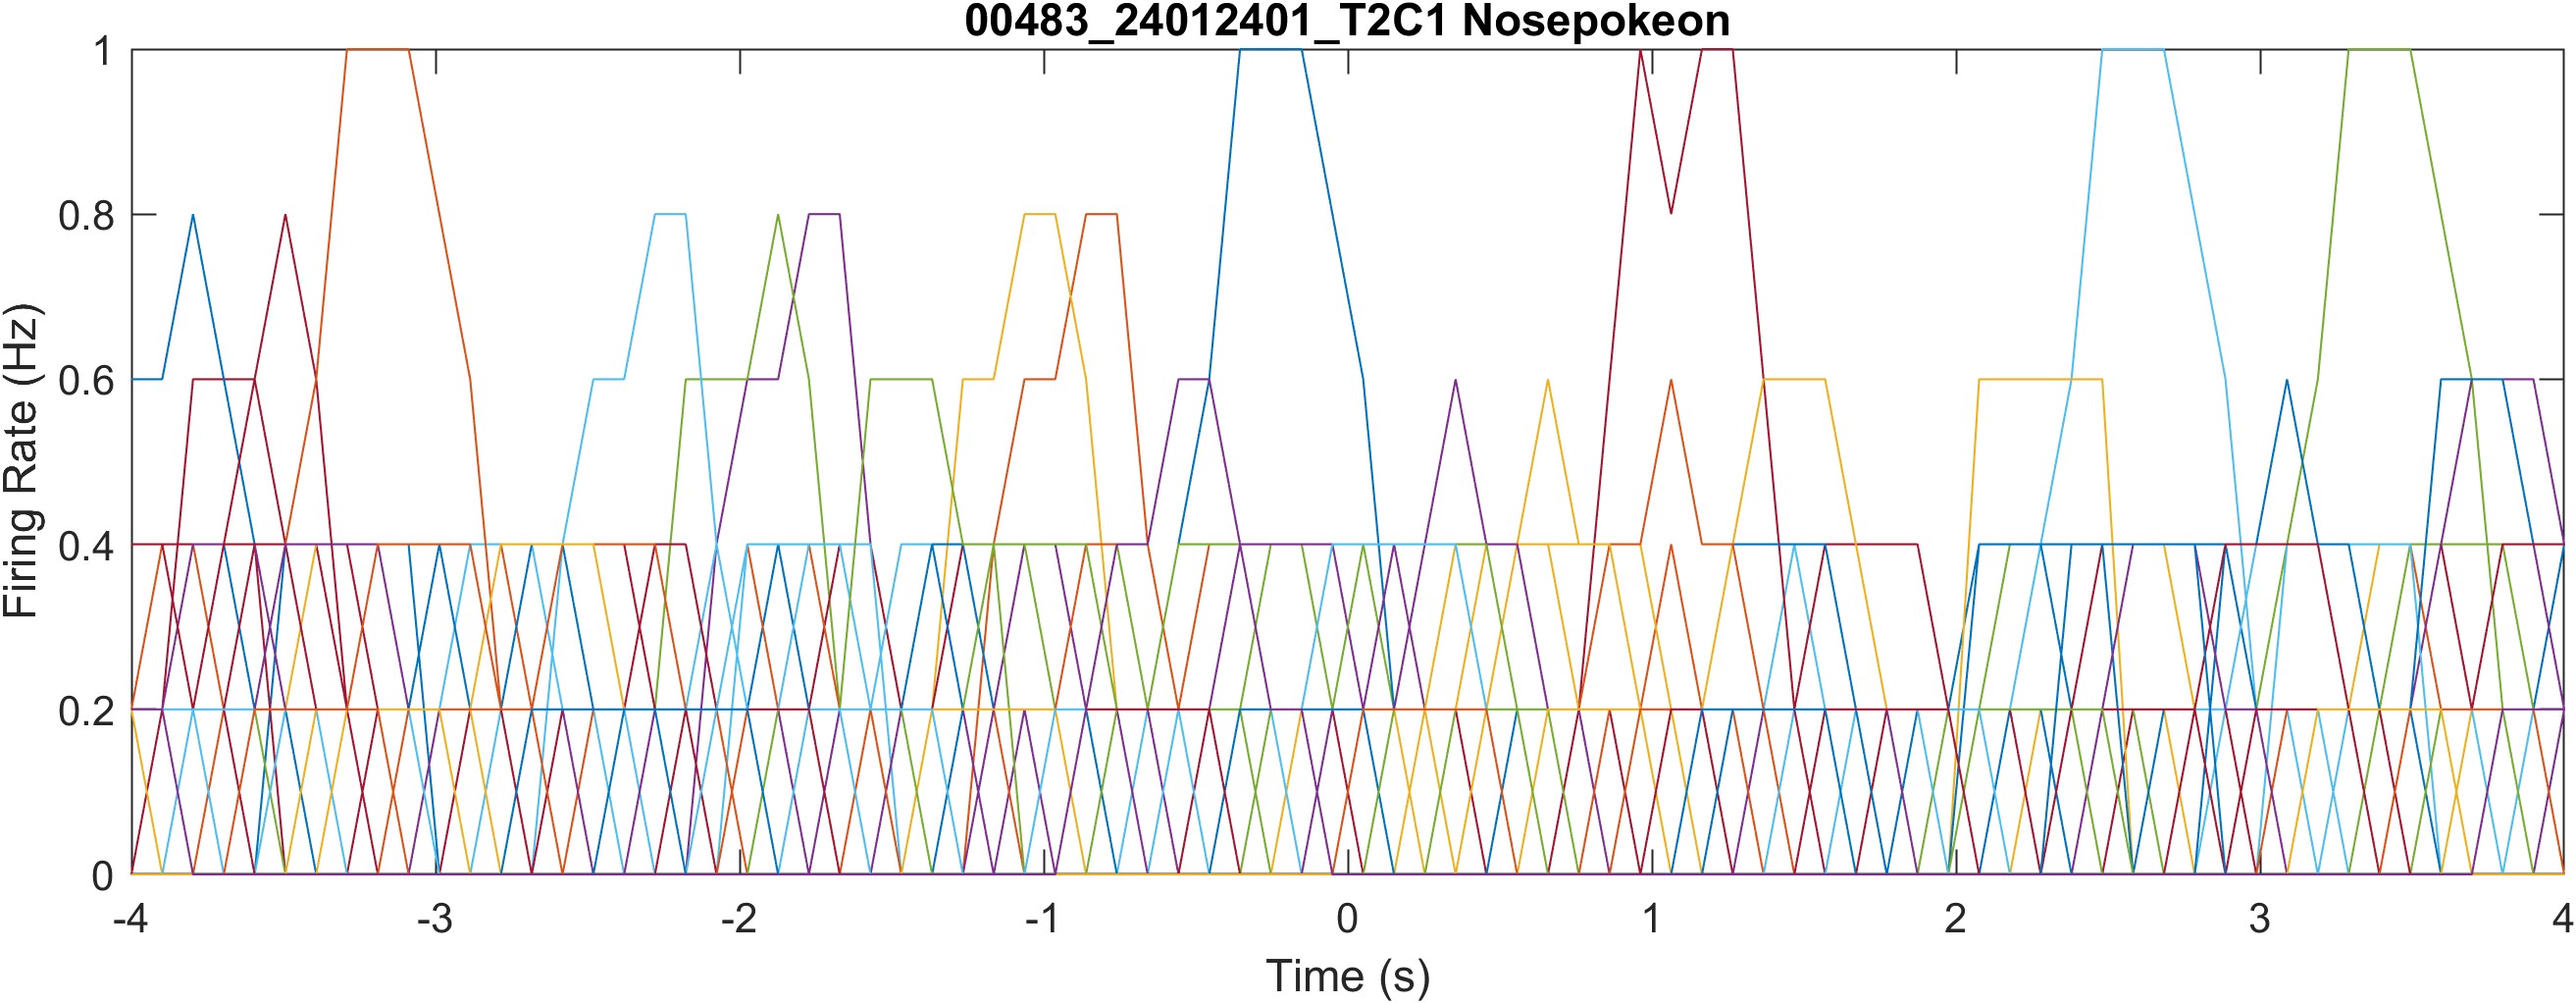 00483_24012401_T2C1 Nosepokeon
1
0.8
0.6
0.4
0.2
0
Firing Rate (Hz)
-4 -3 -2 -1 0 1 2 3 4
Time (s)